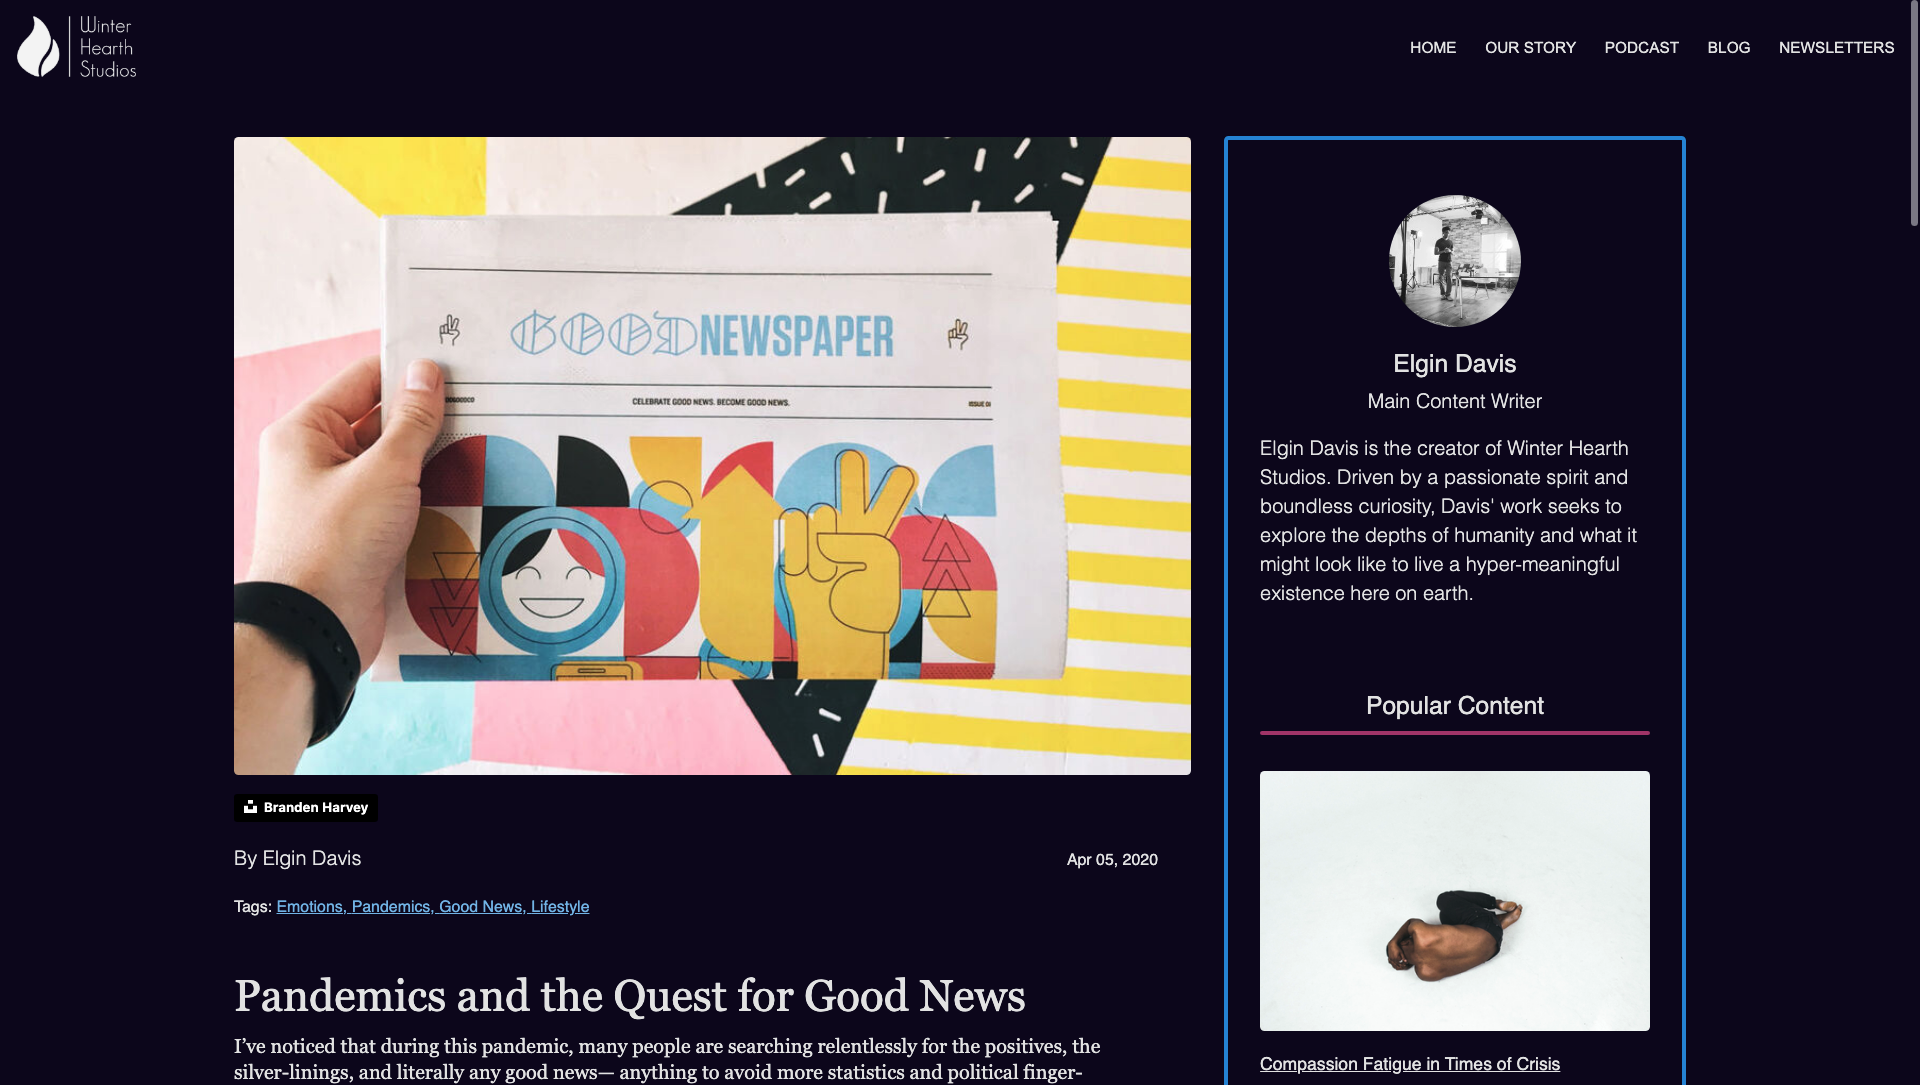 Winter
Hearth
Studios
HOME
OUR STORY
PODCAST
BLOG
NEWSLETTERS
GOOD NEWSPAPER
CELEBRATE GOOD NEWS. BECOME GOOD NEWS.
ISSUE 01
Branden Harvey
By Elgin Davis
Apr 05, 2020
Tags: Emotions, Pandemics, Good News, Lifestyle
Pandemics and the Quest for Good News
I’ve noticed that during this pandemic, many people are searching relentlessly for the positives, the
silver-linings, and literally any good news— anything to avoid more statistics and political finger-
Elgin Davis
Main Content Writer
Elgin Davis is the creator of Winter Hearth
Studios. Driven by a passionate spirit and
boundless curiosity, Davis' work seeks to
explore the depths of humanity and what it
might look like to live a hyper-meaningful
existence here on earth.
Popular Content
Compassion Fatigue in Times of Crisis